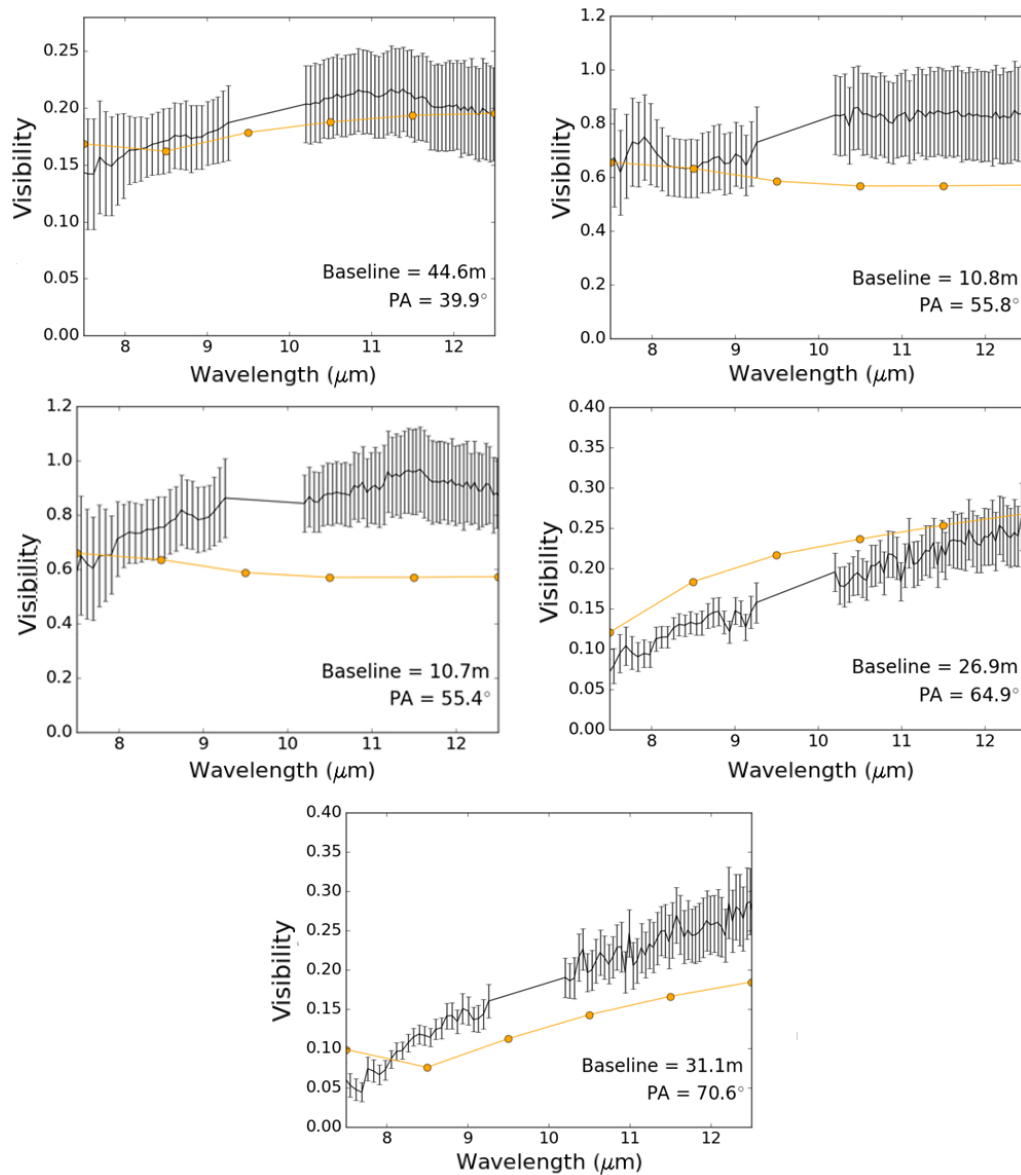 0.25
0.20
0.15
0.10
0.05
0.00
Visibility
8 9 10 11 12
Wavelength (μm)
Baseline = 44.6m
PA = 39.9°
1.2
1.0
0.8
0.6
0.4
0.2
0.0
Visibility
8 9 10 11 12
Wavelength (μm)
Baseline = 10.8m
PA = 55.8°
1.2
1.0
0.8
0.6
0.4
0.2
0.0
Visibility
8 9 10 11 12
Wavelength (μm)
Baseline = 10.7m
PA = 55.4°
0.40
0.35
0.30
0.25
0.20
0.15
0.10
0.05
0.00
Visibility
8 9 10 11 12
Wavelength (μm)
Baseline = 26.9m
PA = 64.9°
0.40
0.35
0.30
0.25
0.20
0.15
0.10
0.05
0.00
Visibility
8 9 10 11 12
Wavelength (μm)
Baseline = 31.1m
PA = 70.6°